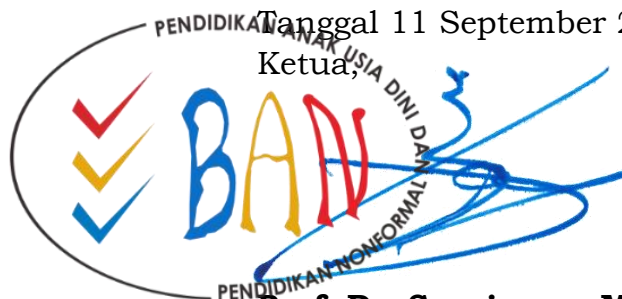 Tanggal 11 September 2
Ketua,
PENDIDIKAN ANAK USIA DINI DAN
BAN
PENDIDIKAN NONFORMAL